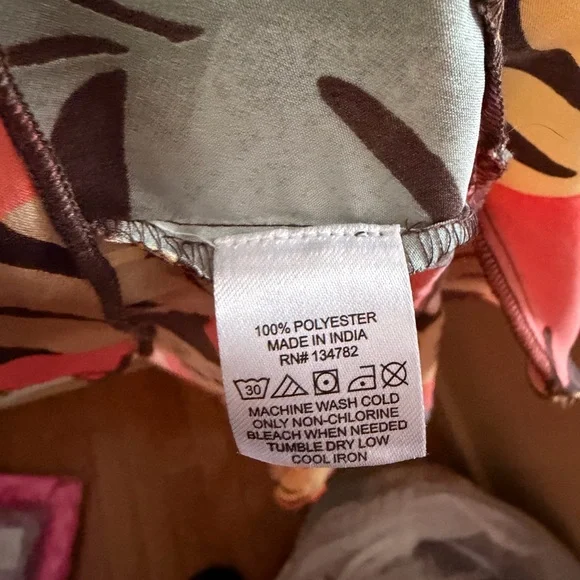 100% POLYESTER
MADE IN INDIA
RN# 134782
30
MACHINE WASH COLD
ONLY NON-CHLORINE
BLEACH WHEN NEEDED
TUMBLE DRY LOW
COOL IRON